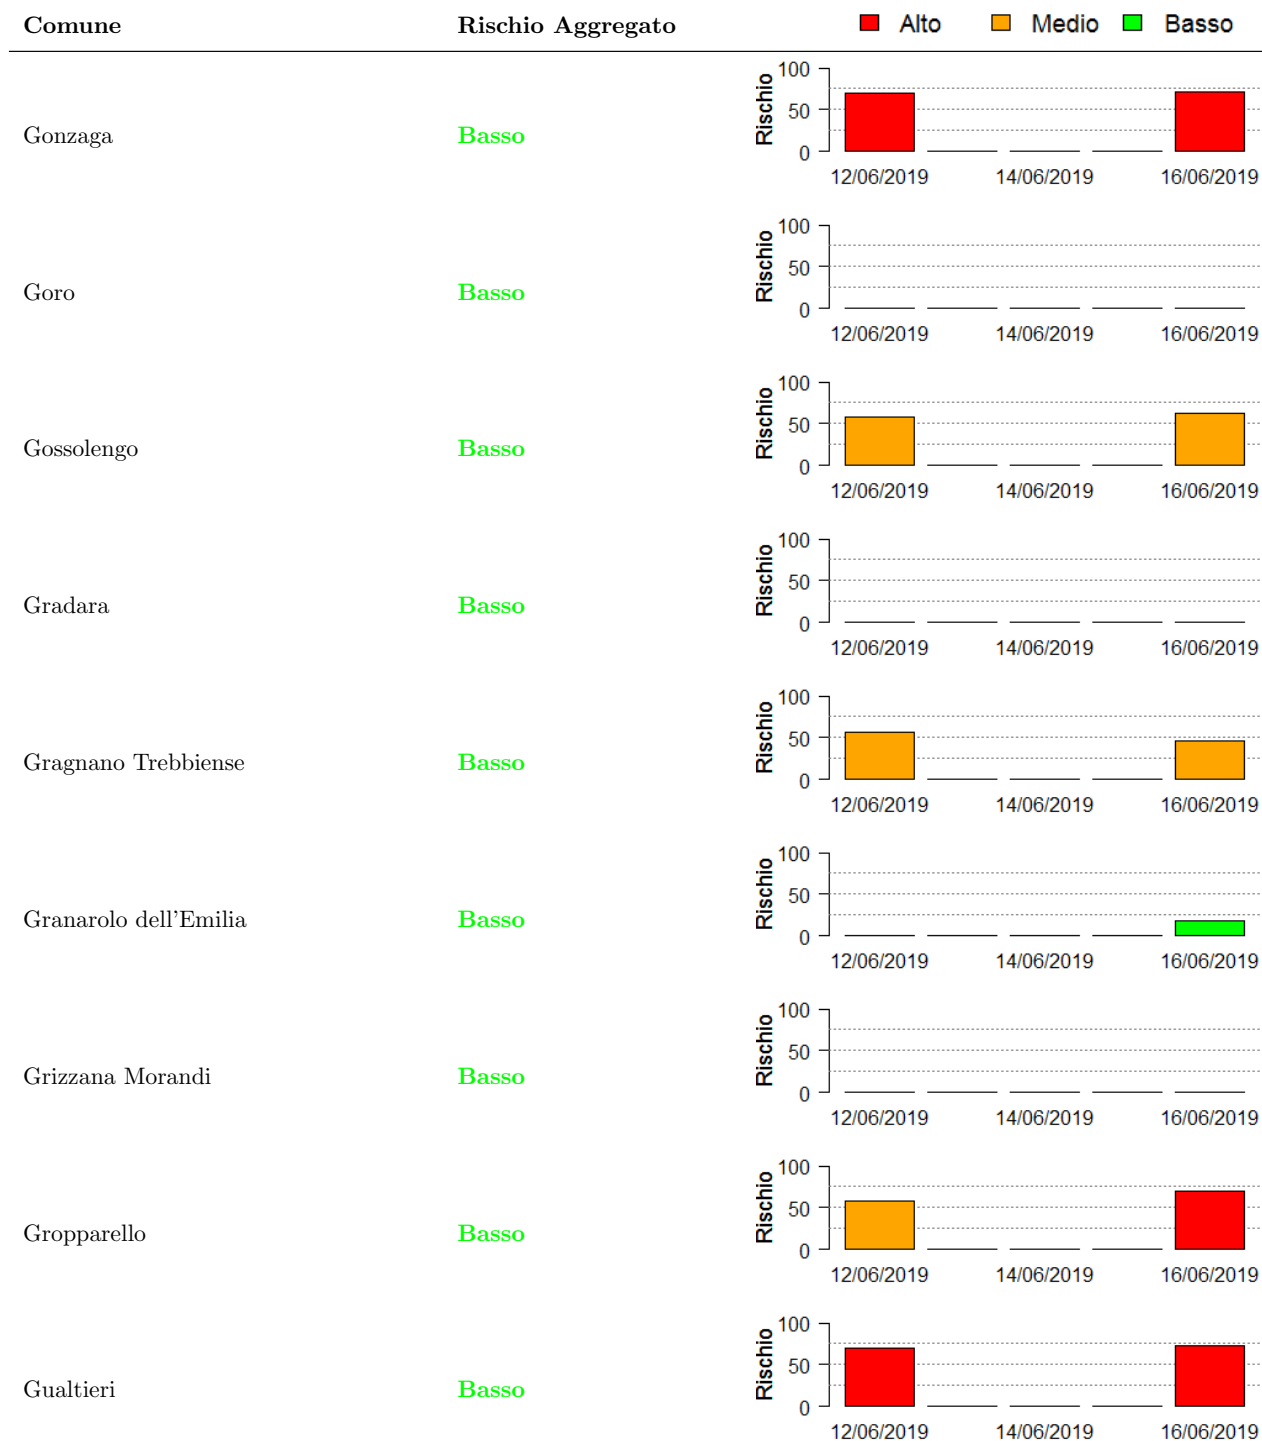 Comune Rischio Aggregato Alto Medio Basso
100
50
0
Rischio
Gonzaga Basso
12/06/2019 14/06/2019 16/06/2019
100
50
0
Rischio
Goro Basso
12/06/2019 14/06/2019 16/06/2019
100
50
0
Rischio
Gossolengo Basso
12/06/2019 14/06/2019 16/06/2019
100
50
0
Rischio
Gradara Basso
12/06/2019 14/06/2019 16/06/2019
100
50
0
Rischio
Gragnano Trebbiense Basso
12/06/2019 14/06/2019 16/06/2019
100
50
0
Rischio
Granarolo dell'Emilia Basso
12/06/2019 14/06/2019 16/06/2019
100
50
0
Rischio
Grizzana Morandi Basso
12/06/2019 14/06/2019 16/06/2019
100
50
0
Rischio
Gropparello Basso
12/06/2019 14/06/2019 16/06/2019
100
50
0
Rischio
Gualtieri Basso
12/06/2019 14/06/2019 16/06/2019